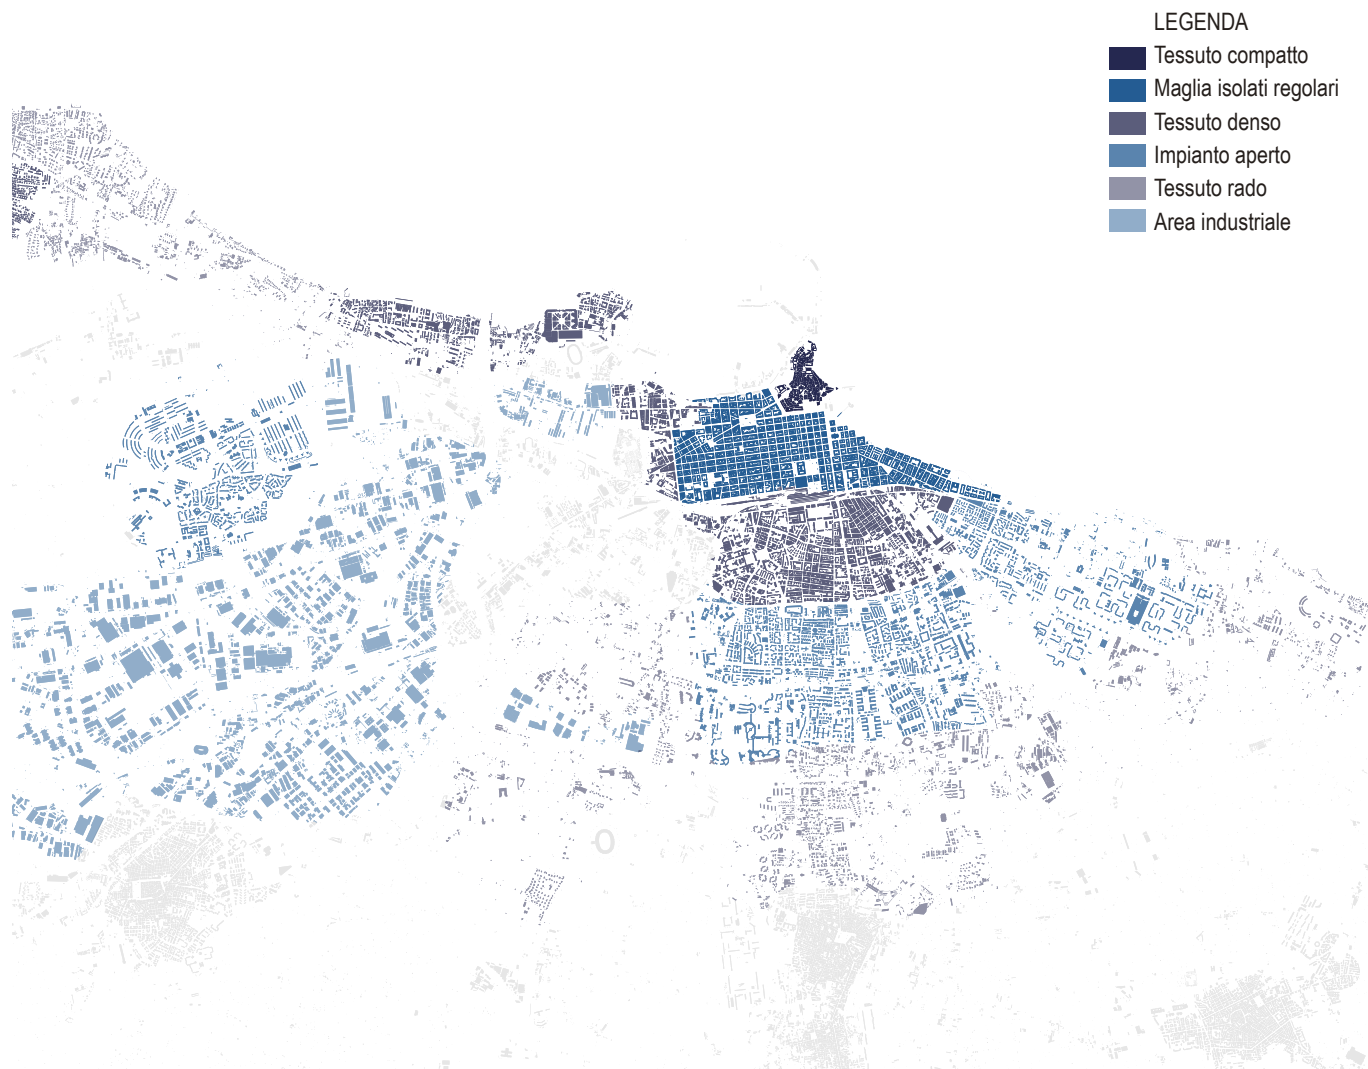 LEGENDA
Tessuto compatto
Maglia isolati regolari
Tessuto denso
Impianto aperto
Tessuto rado
Area industriale